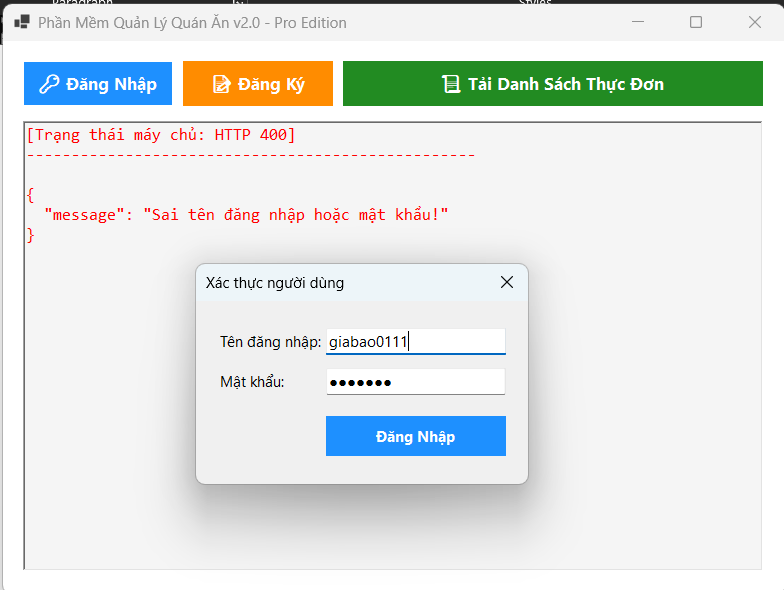 Paragraph
Styles
Phần Mềm Quản Lý Quán Ăn v2.0 - Pro Edition
Đăng Nhập
Đăng Ký
Tải Danh Sách Thực Đơn
[Trạng thái máy chủ: HTTP 400]
--------------------------------------------------
{
"message": "Sai tên đăng nhập hoặc mật khẩu!"
}
Xác thực người dùng
Tên đăng nhập: giabao0111
Mật khẩu: ●●●●●●●
Đăng Nhập